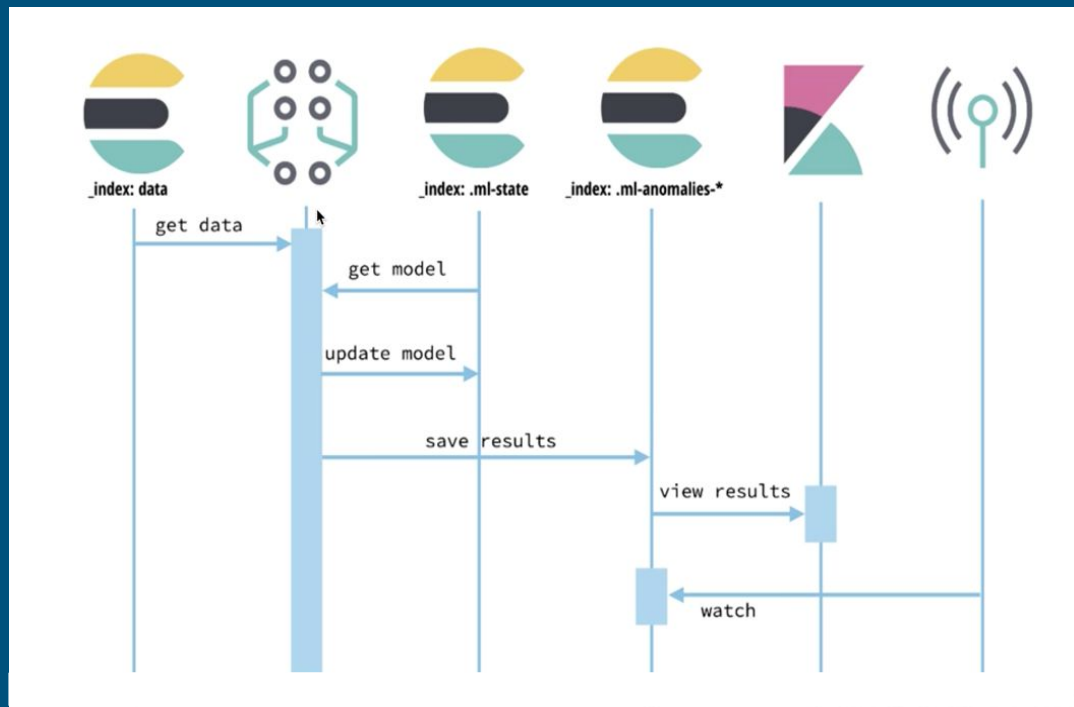 _index: data
_index: .ml-state
_index: .ml-anomalies-*
get data
get model
update model
save results
view results
watch